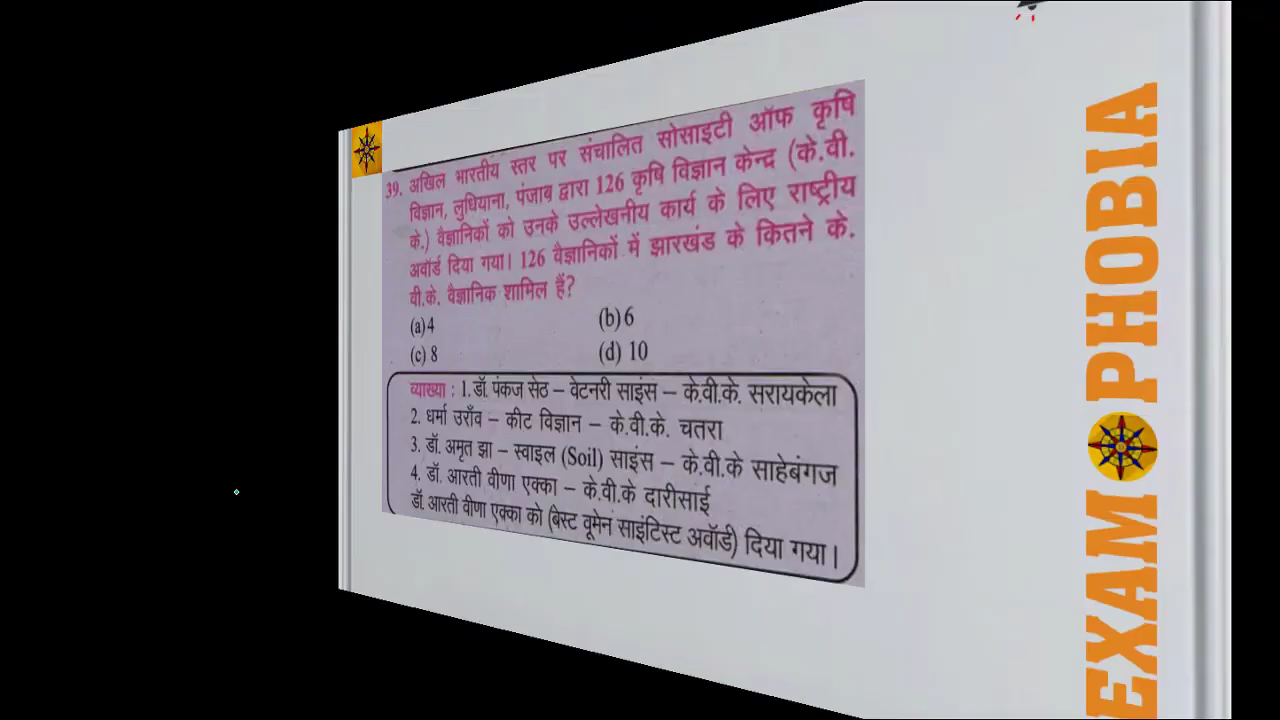 39. अखिल भारतीय स्तर पर संचालित सोसाइटी ऑफ कृषि
विज्ञान, लुधियाना, पंजाब द्वारा 126 कृषि विज्ञान केन्द्र (के.वी.
के.) वैज्ञानिकों को उनके उल्लेखनीय कार्य के लिए राष्ट्रीय
अवॉर्ड दिया गया। 126 वैज्ञानिकों में झारखंड के कितने के.
वी.के. वैज्ञानिक शामिल हैं?
(a) 4 (b) 6
(c) 8 (d) 10
व्याख्या : 1. डॉ. पंकज सेठ – वेटनरी साइंस – के.वी.के. सरायकेला
2. धर्मा उराँव – कीट विज्ञान – के.वी.के. चतरा
3. डॉ. अमृत झा – स्वाइल (Soil) साइंस – के.वी.के साहेबंगज
4. डॉ. आरती वीणा एक्का – के.वी.के दारीसाई
डॉ. आरती वीणा एक्का को (बेस्ट वूमेन साइंटिस्ट अवॉर्ड) दिया गया।
EXAM PHOBIA